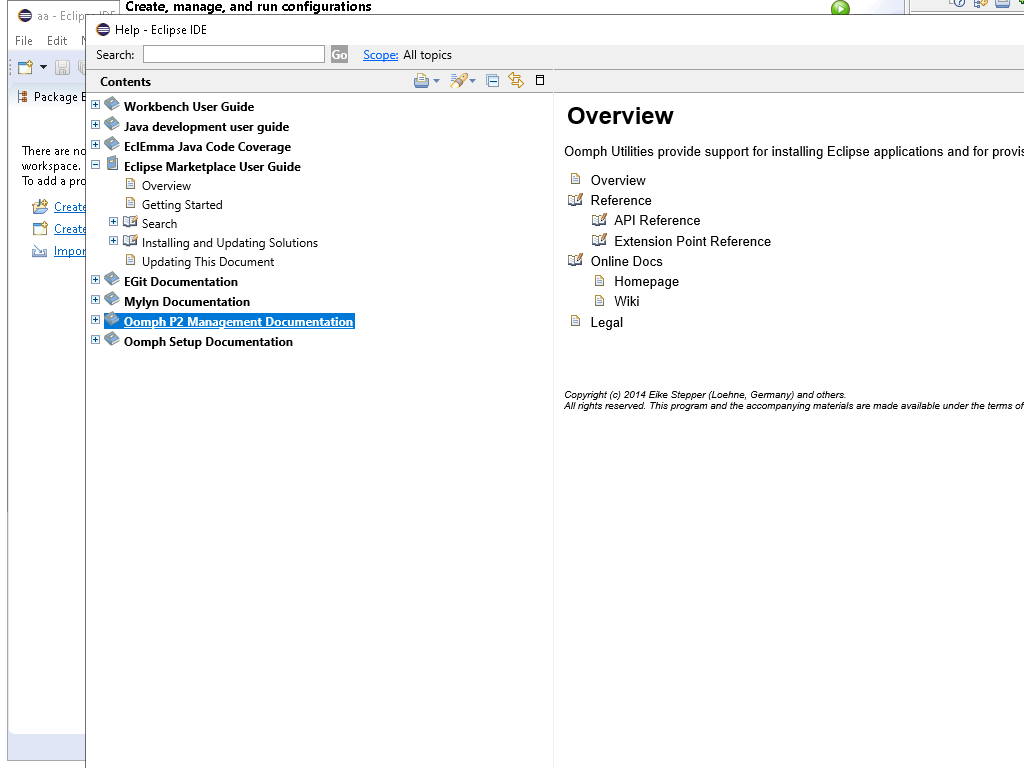 Create, manage, and run configurations
aa - Eclipse IDE
Help - Eclipse IDE
File Edit
Search: Go Scope: All topics
Contents
Package
Workbench User Guide
Java development user guide
EclEmma Java Code Coverage
Eclipse Marketplace User Guide
Overview
Getting Started
Search
Installing and Updating Solutions
Updating This Document
EGit Documentation
Mylyn Documentation
Oomph P2 Management Documentation
Oomph Setup Documentation
There are no
workspace.
To add a
Create
Create
Overview
Oomph Utilities provide support for installing Eclipse applications and for
Overview
Reference
API Reference
Extension Point Reference
Online Docs
Homepage
Wiki
Legal
Copyright (c) 2014 Eike Stepper (Loehne, Germany) and others.
All rights reserved. This program and the accompanying materials are made available under the terms of